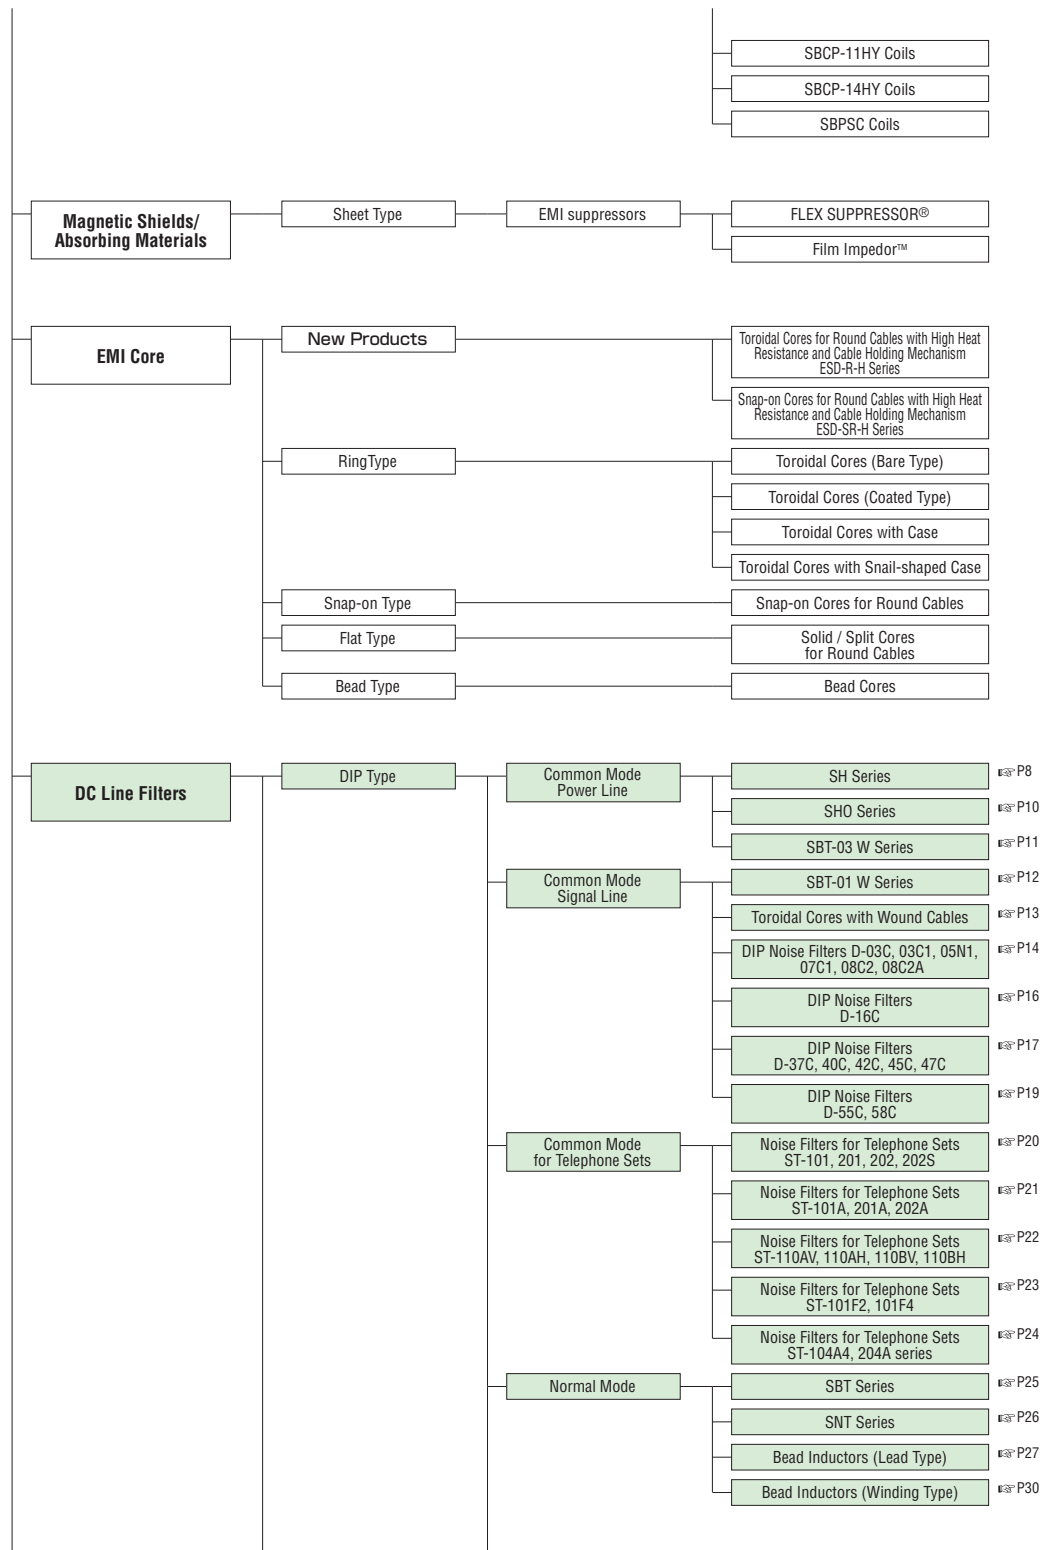 SBCP-11HY Coils
SBCP-14HY Coils
SBPSC Coils
Magnetic Shields/
Absorbing Materials
Sheet Type
EMI suppressors
FLEX SUPPRESSOR®
Film Impedor™
EMI Core
New Products
Toroidal Cores for Round Cables with High Heat
Resistance and Cable Holding Mechanism
ESD-R-H Series
Snap-on Cores for Round Cables with High Heat
Resistance and Cable Holding Mechanism
ESD-SR-H Series
RingType
Toroidal Cores (Bare Type)
Toroidal Cores (Coated Type)
Toroidal Cores with Case
Toroidal Cores with Snail-shaped Case
Snap-on Type
Snap-on Cores for Round Cables
Flat Type
Solid / Split Cores
for Round Cables
Bead Type
Bead Cores
DC Line Filters
DIP Type
Common Mode
Power Line
SH Series
☞P8
SHO Series
☞P10
SBT-03 W Series
☞P11
Common Mode
Signal Line
SBT-01 W Series
☞P12
Toroidal Cores with Wound Cables
☞P13
DIP Noise Filters D-03C, 03C1, 05N1,
07C1, 08C2, 08C2A
☞P14
DIP Noise Filters
D-16C
☞P16
DIP Noise Filters
D-37C, 40C, 42C, 45C, 47C
☞P17
DIP Noise Filters
D-55C, 58C
☞P19
Common Mode
for Telephone Sets
Noise Filters for Telephone Sets
ST-101, 201, 202, 202S
☞P20
Noise Filters for Telephone Sets
ST-101A, 201A, 202A
☞P21
Noise Filters for Telephone Sets
ST-110AV, 110AH, 110BV, 110BH
☞P22
Noise Filters for Telephone Sets
ST-101F2, 101F4
☞P23
Noise Filters for Telephone Sets
ST-104A4, 204A series
☞P24
Normal Mode
SBT Series
☞P25
SNT Series
☞P26
Bead Inductors (Lead Type)
☞P27
Bead Inductors (Winding Type)
☞P30